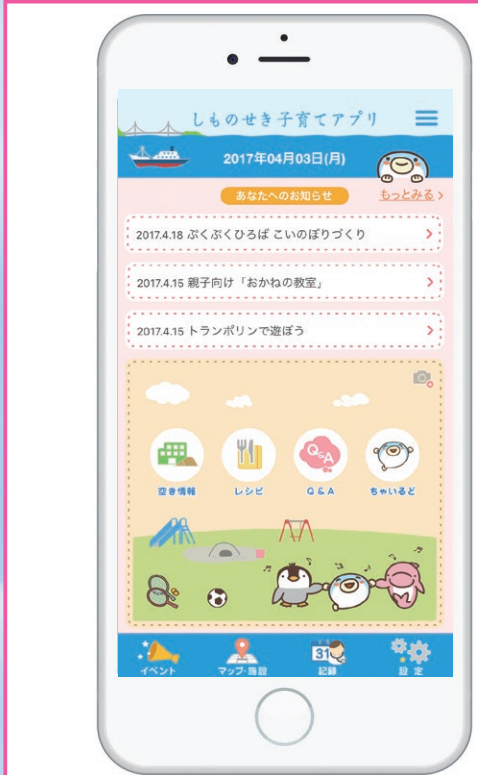 しものせき子育てアプリ
2017年04月03日(月)
あなたへのお知らせ
もっとみる >
2017.4.18 ぷくぷくひろば こいのぼりづくり >
2017.4.15 親子向け「おかねの教室」 >
2017.4.15 トランポリンで遊ぼう >
空き情報 レシピ Q&A Q&A ちゃいるど
31
イベント マップ・施設 記録 設定